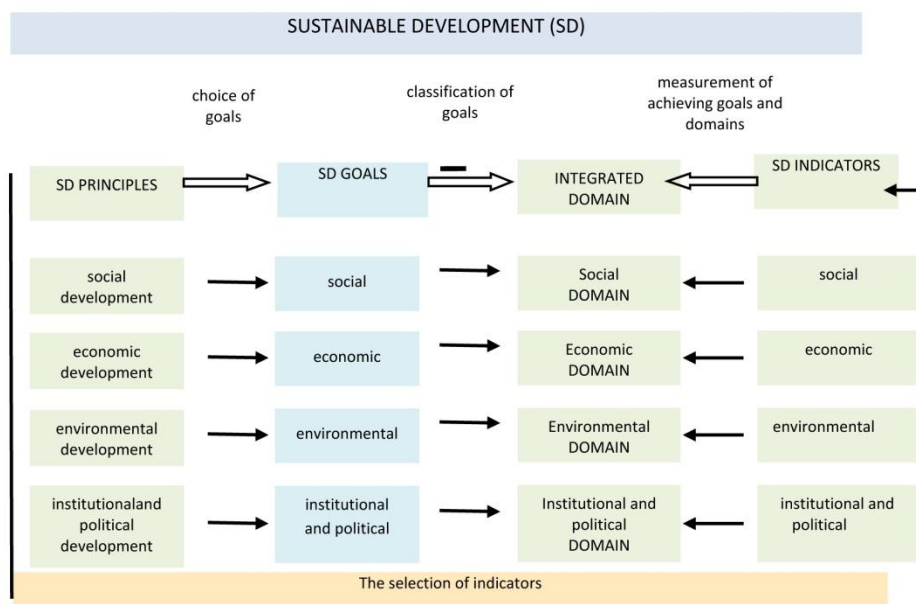 SUSTAINABLE DEVELOPMENT (SD)
choice of
goals
classification of
goals
measurement of
achieving goals and
domains
SD PRINCIPLES
SD GOALS
INTEGRATED
DOMAIN
SD INDICATORS
social
development
social
Social
DOMAIN
social
economic
development
economic
Economic
DOMAIN
economic
environmental
development
environmental
Environmental
DOMAIN
environmental
institutionaland
political
development
institutional
and political
Institutional and
political DOMAIN
institutional and
political
The selection of indicators